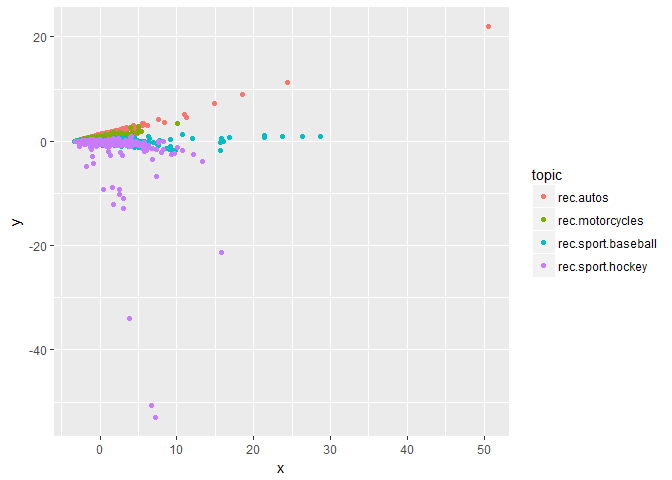 20
0
-20
-40
y
0
10
20
30
40
50
x
topic
rec.autos
rec.motorcycles
rec.sport.baseball
rec.sport.hockey